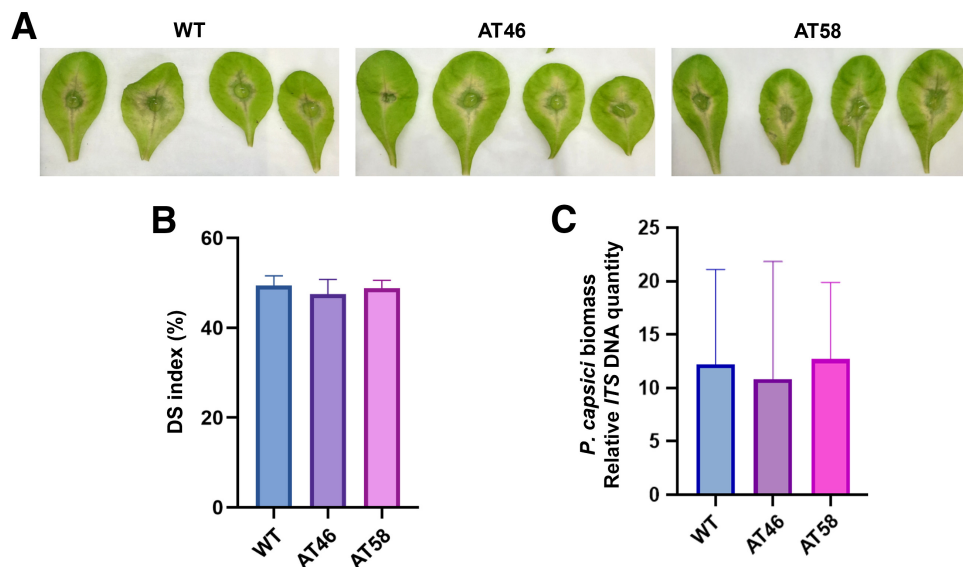 A
WT
AT46
AT58
B
DS index (%)
60
40
20
0
WT
AT46
AT58
C
P. capsici biomass
Relative ITS DNA quantity
25
20
15
10
5
0
WT
AT46
AT58